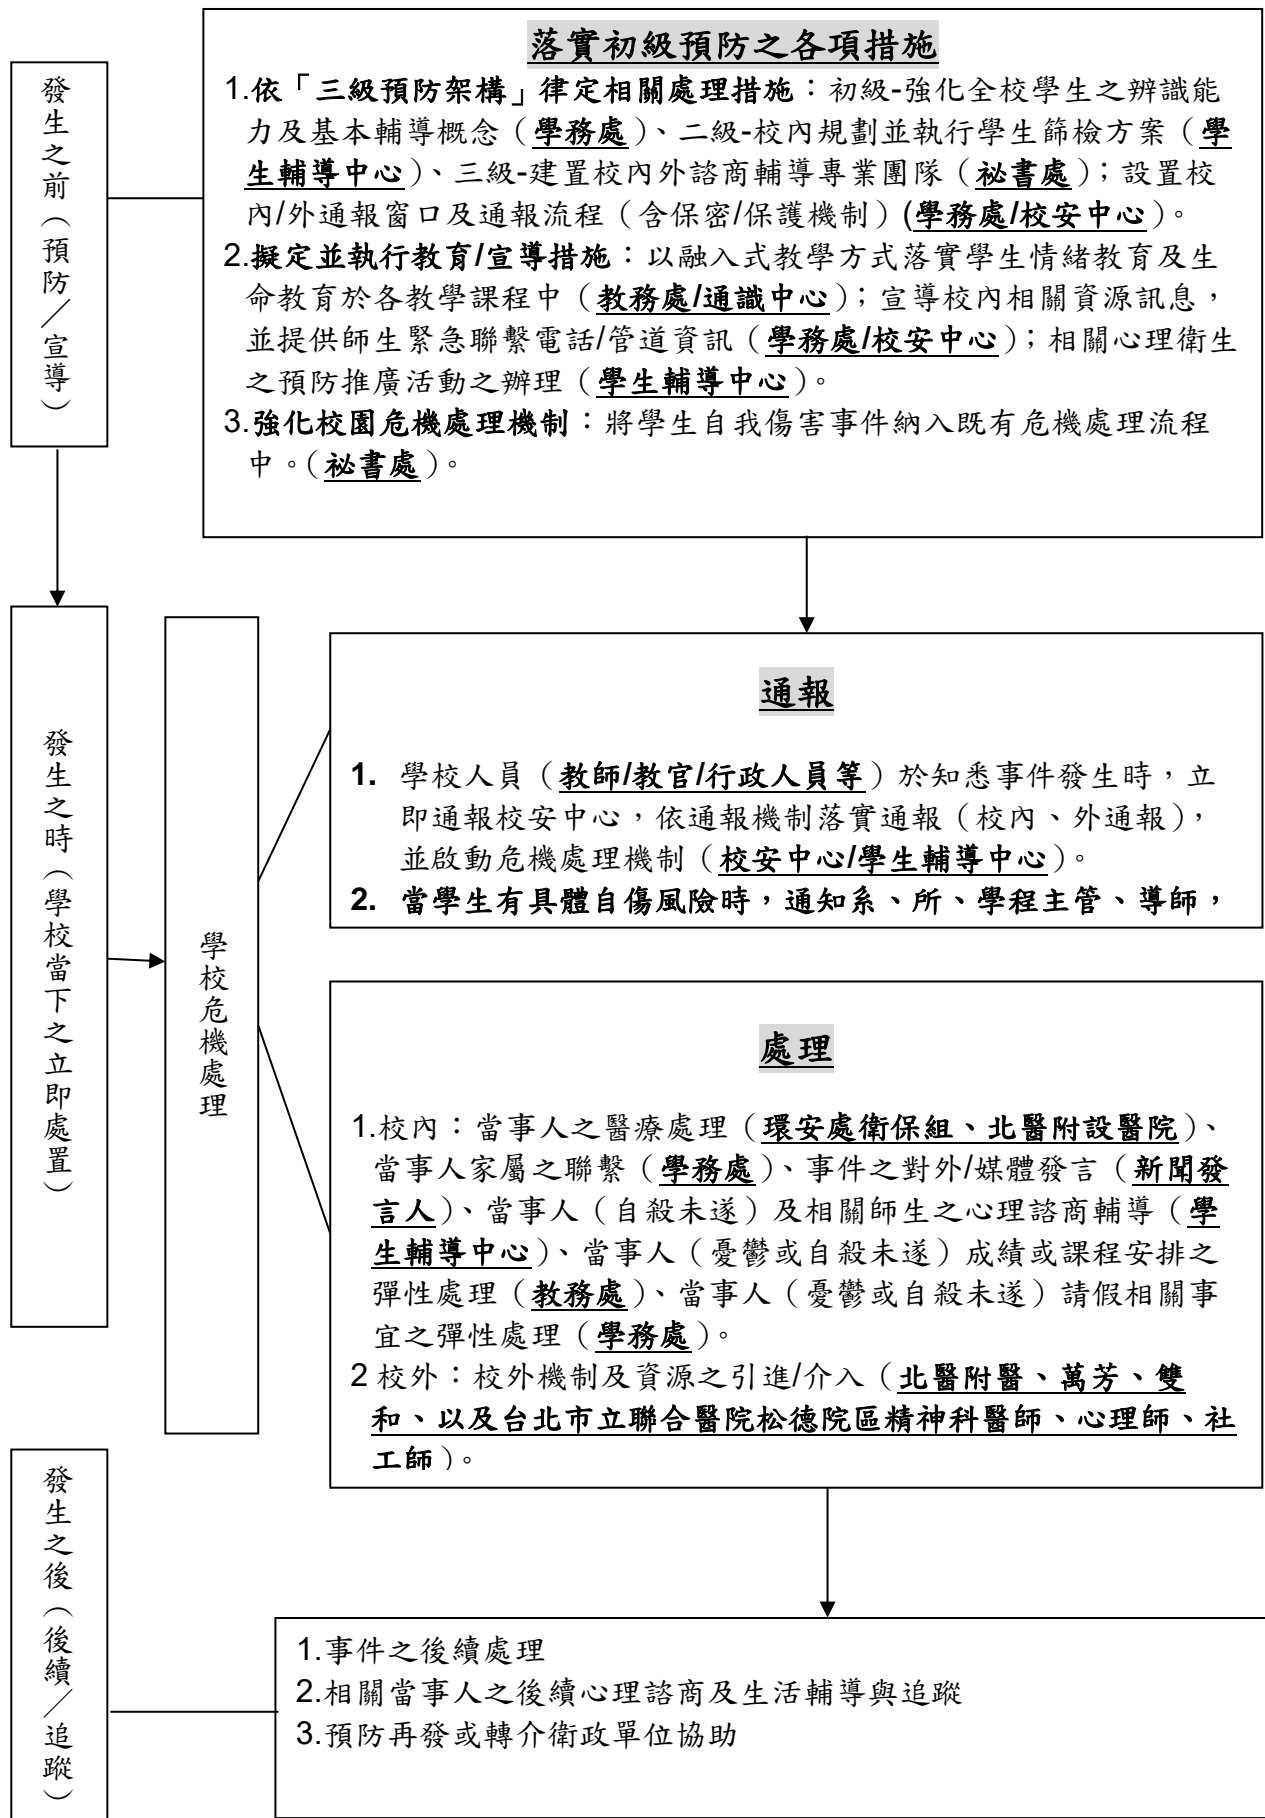 發生之前（預防／宣導）
落實初級預防之各項措施
1.依「三級預防架構」律定相關處理措施：初級-強化全校學生之辨識能
力及基本輔導概念（學務處）、二級-校內規劃並執行學生篩檢方案（學
生輔導中心）、三級-建置校內外諮商輔導專業團隊（祕書處）；設置校
內/外通報窗口及通報流程（含保密/保護機制）(學務處/校安中心）。
2.擬定並執行教育/宣導措施：以融入式教學方式落實學生情緒教育及生
命教育於各教學課程中（教務處/通識中心）；宣導校內相關資源訊息，
並提供師生緊急聯繫電話/管道資訊（學務處/校安中心）；相關心理衛生
之預防推廣活動之辦理（學生輔導中心）。
3.強化校園危機處理機制：將學生自我傷害事件納入既有危機處理流程
中。（祕書處）。
發生之時（學校當下之立即處置）
學校危機處理
通報
1. 學校人員（教師/教官/行政人員等）於知悉事件發生時，立
即通報校安中心，依通報機制落實通報（校內、外通報），
並啟動危機處理機制（校安中心/學生輔導中心）。
2. 當學生有具體自傷風險時，通知系、所、學程主管、導師，
處理
1.校內：當事人之醫療處理（環安處衛保組、北醫附設醫院）、
當事人家屬之聯繫（學務處）、事件之對外/媒體發言（新聞發
言人）、當事人（自殺未遂）及相關師生之心理諮商輔導（學
生輔導中心）、當事人（憂鬱或自殺未遂）成績或課程安排之
彈性處理（教務處）、當事人（憂鬱或自殺未遂）請假相關事
宜之彈性處理（學務處）。
2 校外：校外機制及資源之引進/介入（北醫附醫、萬芳、雙
和、以及台北市立聯合醫院松德院區精神科醫師、心理師、社
工師）。
發生之後（後續／追蹤）
1.事件之後續處理
2.相關當事人之後續心理諮商及生活輔導與追蹤
3.預防再發或轉介衛政單位協助